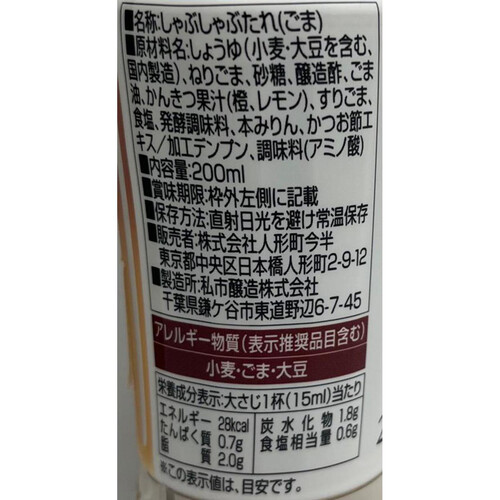 ■名称:しゃぶしゃぶたれ(ごま)
■原材料名:しょうゆ(小麦・大豆を含む、
国内製造)、ねりごま、砂糖、醸造酢、ごま
油、かんきつ果汁(橙、レモン)、すりごま、
食塩、発酵調味料、本みりん、かつお節エ
キス/加工デンプン、調味料(アミノ酸)
■内容量:200ml
■賞味期限:枠外左側に記載
■保存方法:直射日光を避け常温保存
■販売者:株式会社人形町今半
東京都中央区日本橋人形町2-9-12
■製造所:私市醸造株式会社
千葉県鎌ケ谷市東道野辺6-7-45
アレルギー物質(表示推奨品目含む)
小麦・ごま・大豆
栄養成分表示:大さじ1杯(15ml)当たり
エネルギー 28kcal
たんぱく質 0.7g
脂質 2.0g
炭水化物 1.8g
食塩相当量 0.6g
※この表示値は、目安です。